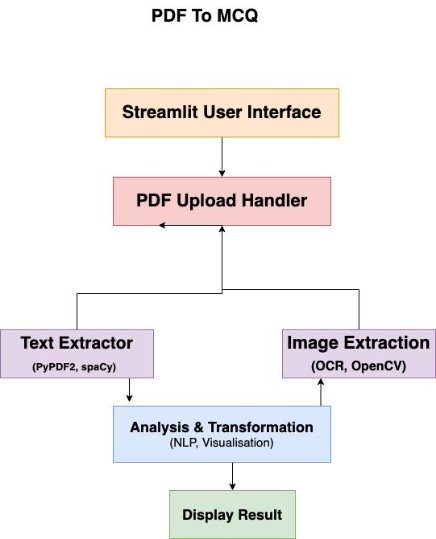 PDF To MCQ
Streamlit User Interface
PDF Upload Handler
Text Extractor
(PyPDF2, spaCy)
Image Extraction
(OCR, OpenCV)
Analysis & Transformation
(NLP, Visualisation)
Display Result